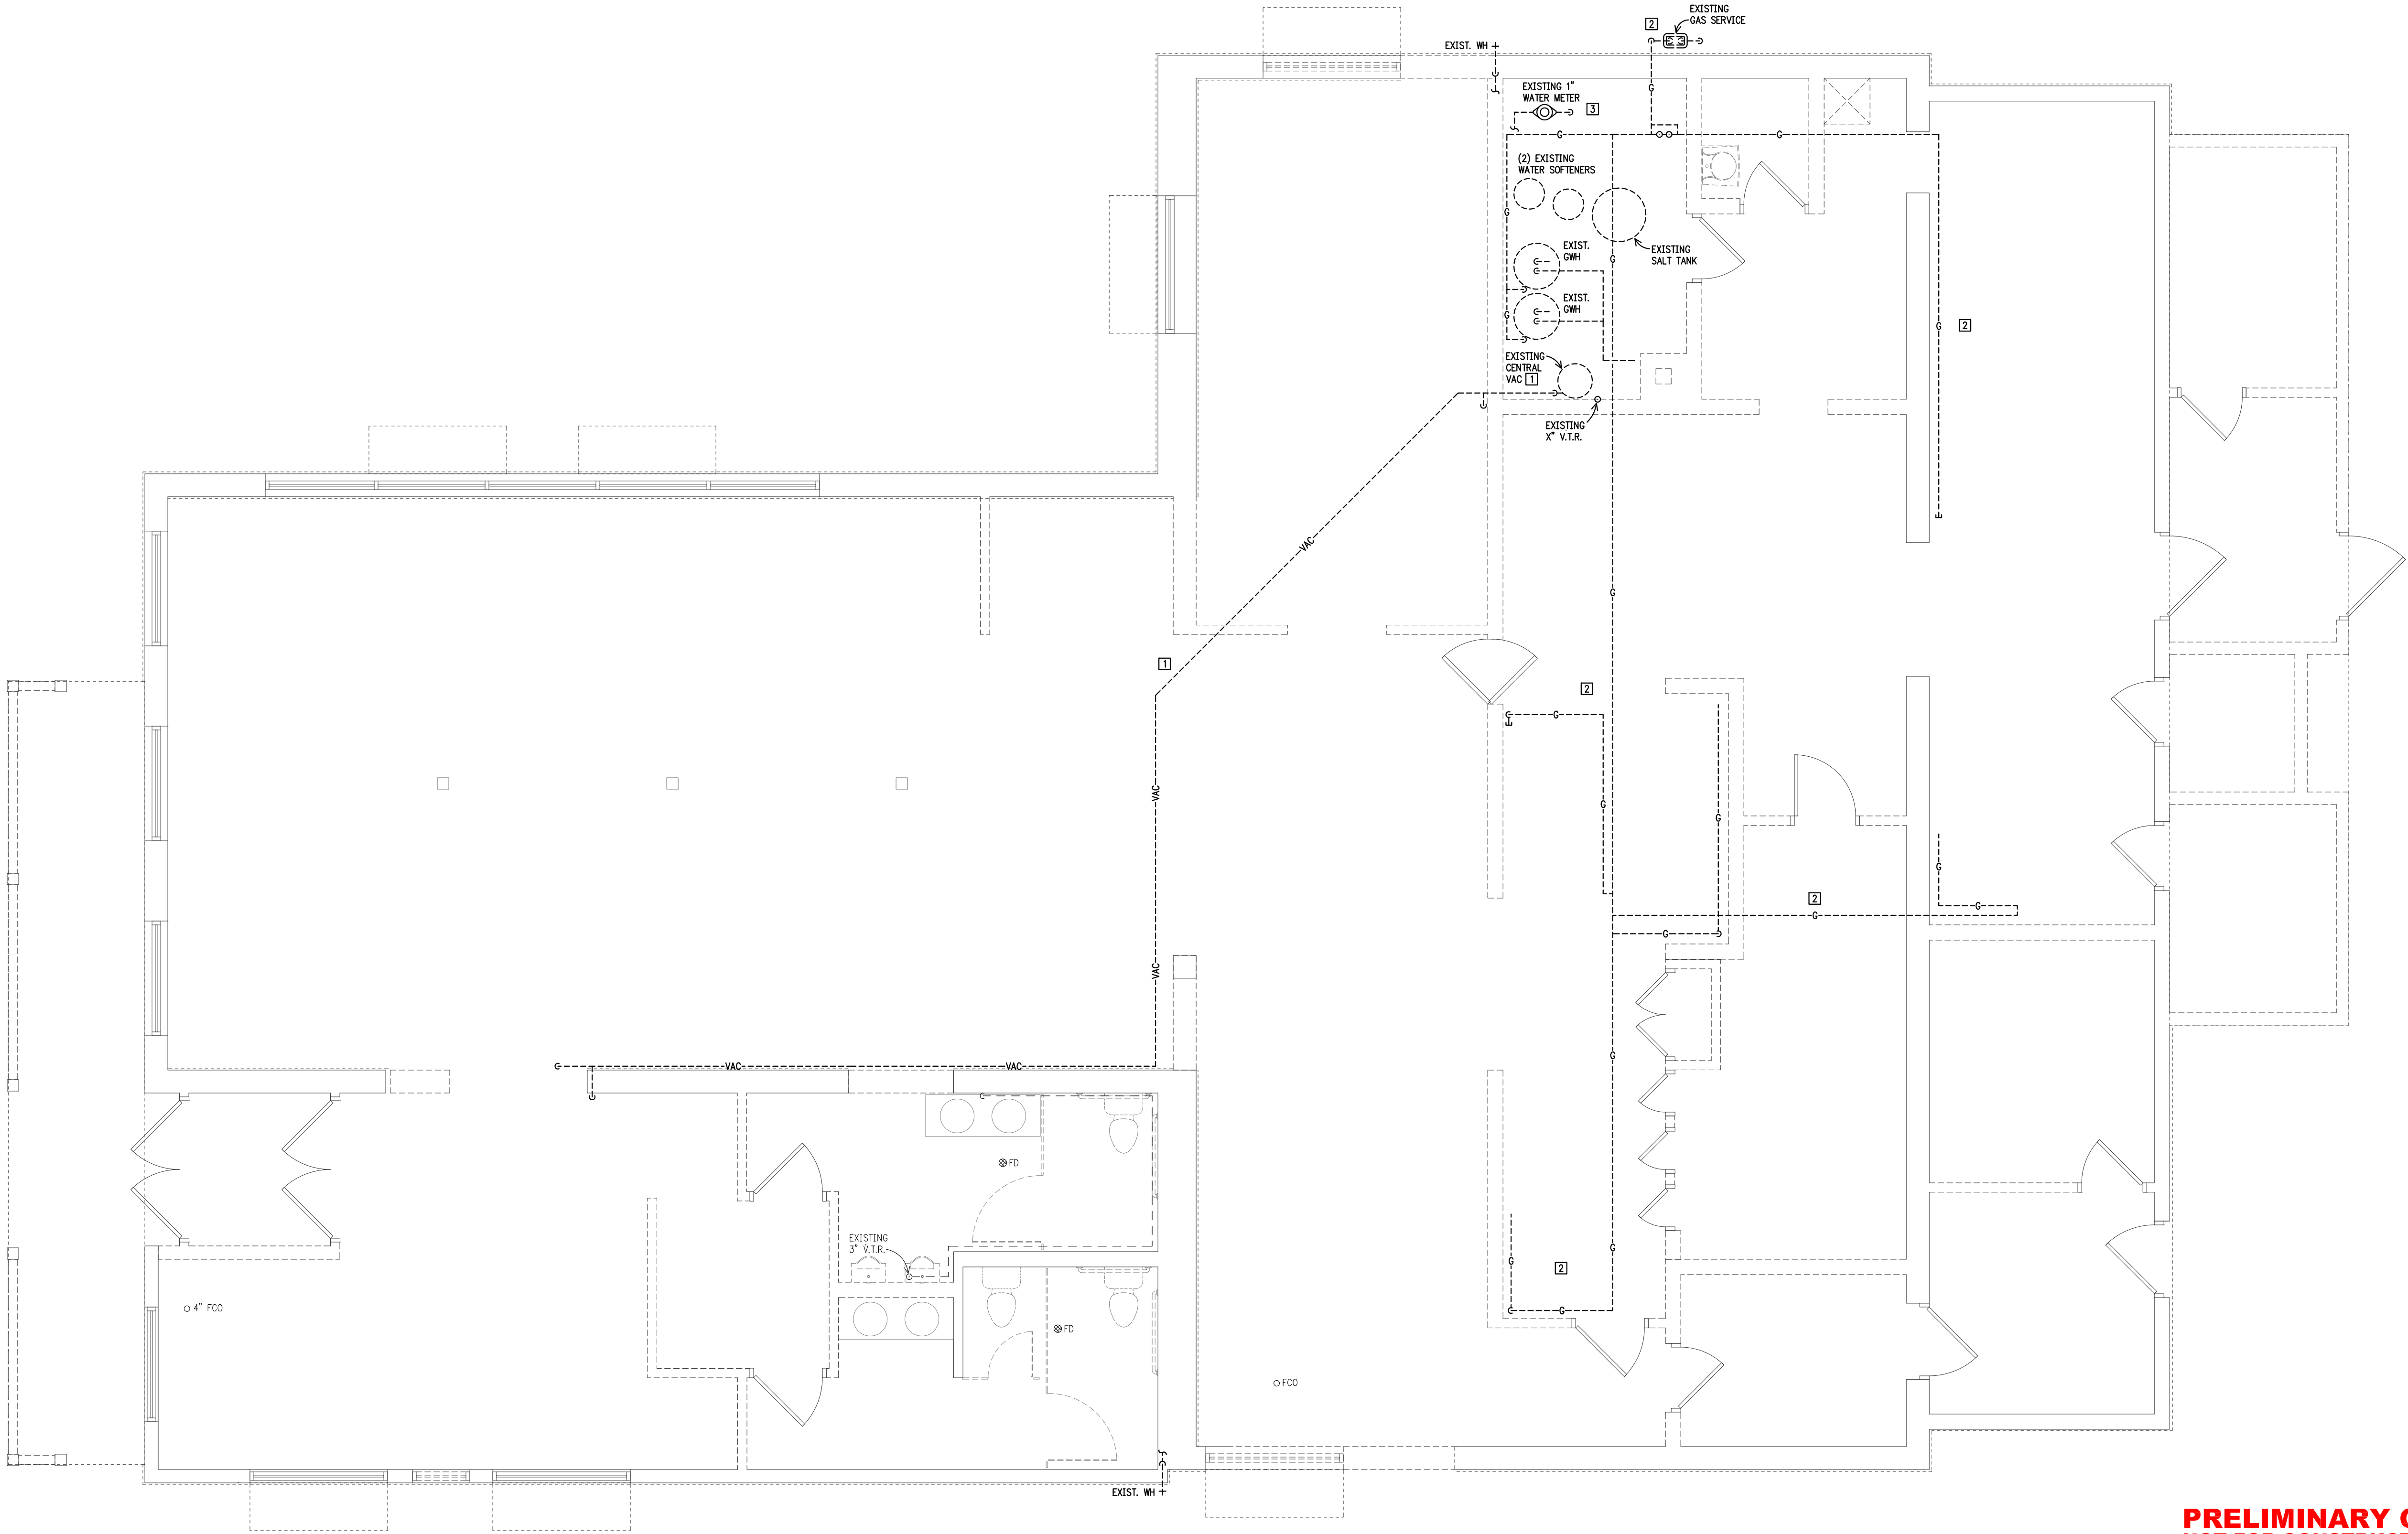 EXISTING
GAS SERVICE
2
EXIST. WH
EXISTING 1"
WATER METER
3
G
G
G
(2) EXISTING
WATER SOFTENERS
G
EXIST.
GWH
EXISTING
SALT TANK
G
EXIST.
GWH
G
G
2
EXISTING
CENTRAL
VAC 1
EXISTING
X" V.T.R.
VAC
G
1
2
G
VAC
G
G
G
2
G
G
G
VAC
G
VAC
VAC
FD
EXISTING
3" V.T.R.
G
G
2
4" FCO
G
FD
FCO
EXIST. WH
PRELIMINARY